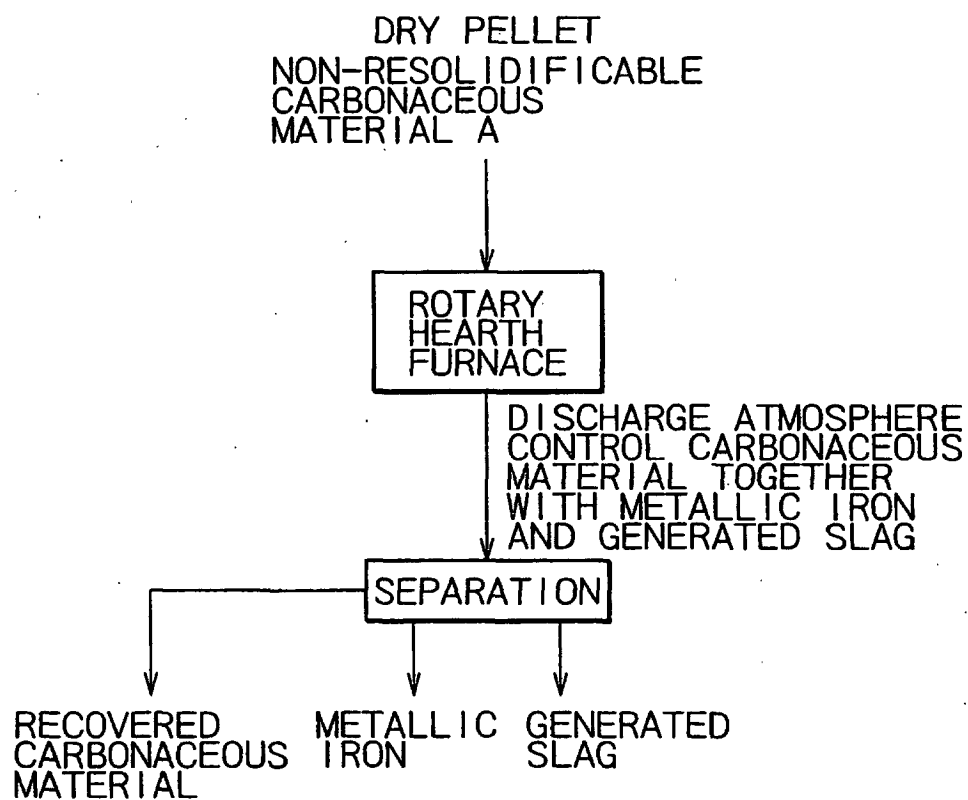 DRY PELLET
NON-RESOLIDIFICABLE
CARBONACEOUS
MATERIAL A
ROTARY
HEARTH
FURNACE
DISCHARGE ATMOSPHERE
CONTROL CARBONACEOUS
MATERIAL TOGETHER
WITH METALLIC IRON
AND GENERATED SLAG
SEPARATION
RECOVERED
CARBONACEOUS
MATERIAL
METALLIC
IRON
GENERATED
SLAG